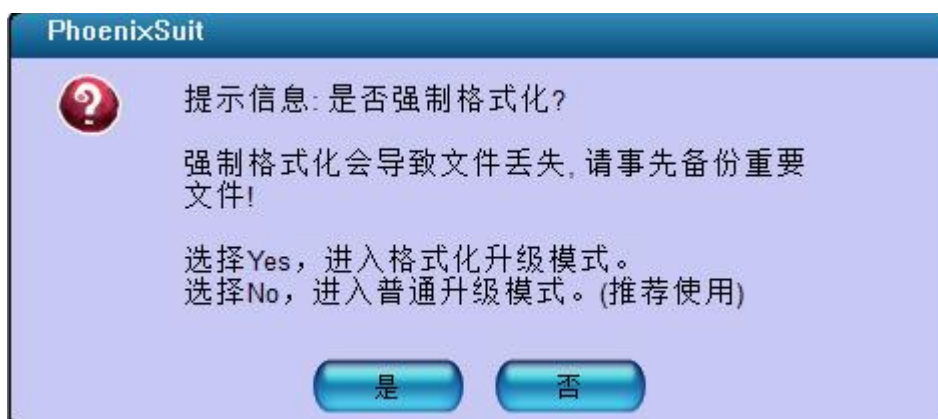 PhoenixSuit
提示信息: 是否强制格式化?
强制格式化会导致文件丢失, 请事先备份重要
文件!
选择Yes，进入格式化升级模式。
选择No，进入普通升级模式。(推荐使用)
是 否